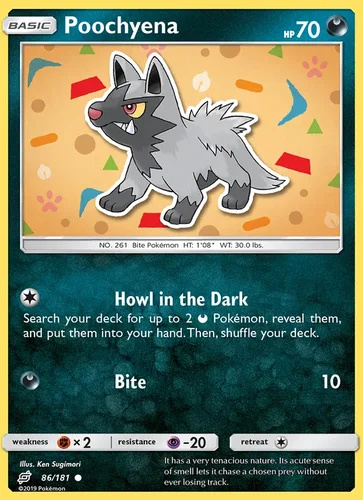 BASIC Poochyena HP70
NO. 261 Bite Pokémon HT: 1'08" WT: 30.0 lbs.
Howl in the Dark
Search your deck for up to 2 Pokémon, reveal them,
and put them into your hand. Then, shuffle your deck.
Bite 10
weakness ×2 resistance -20 retreat
Illus. Ken Sugimori
86/181
©2019 Pokémon
It has a very tenacious nature. Its acute sense
of smell lets it chase a chosen prey without
ever losing track.